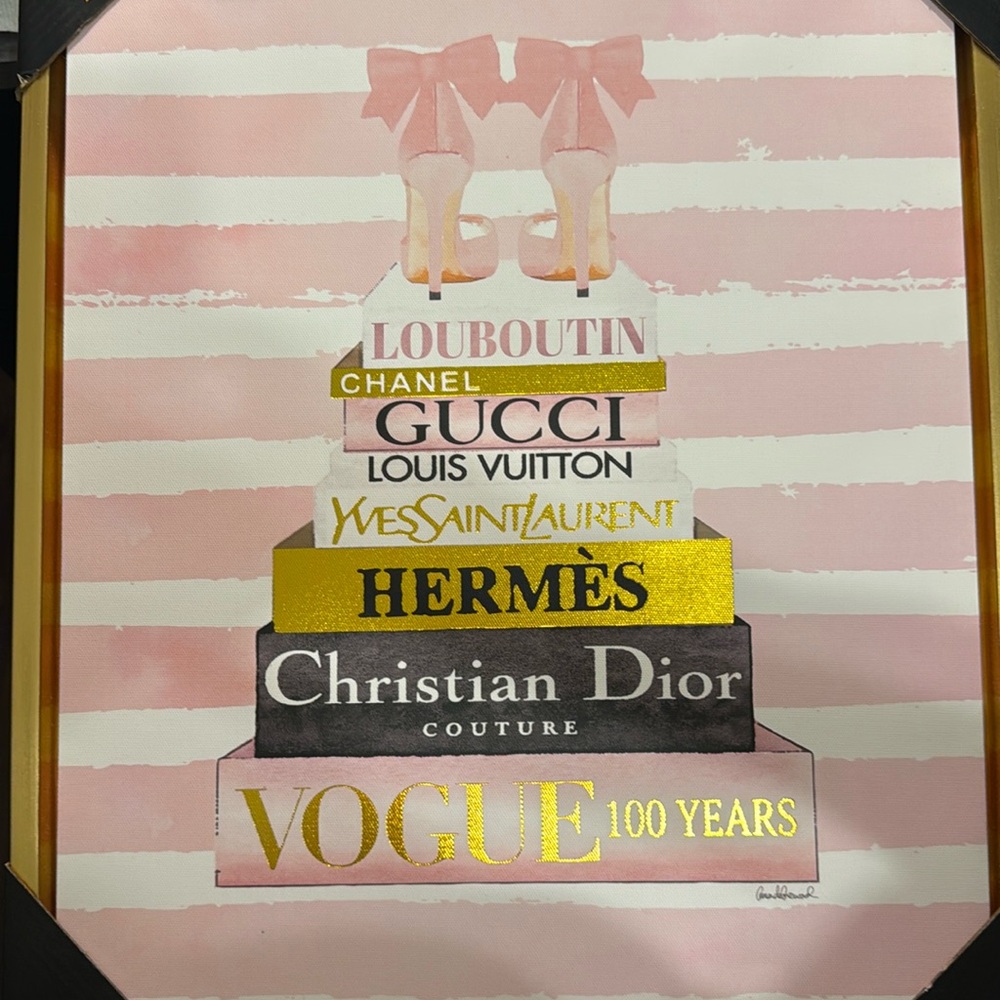 LOUBOUTIN
CHANEL
GUCCI
LOUIS VUITTON
YVESSAINTLAURENT
HERMÈS
Christian Dior
COUTURE
VOGUE 100 YEARS